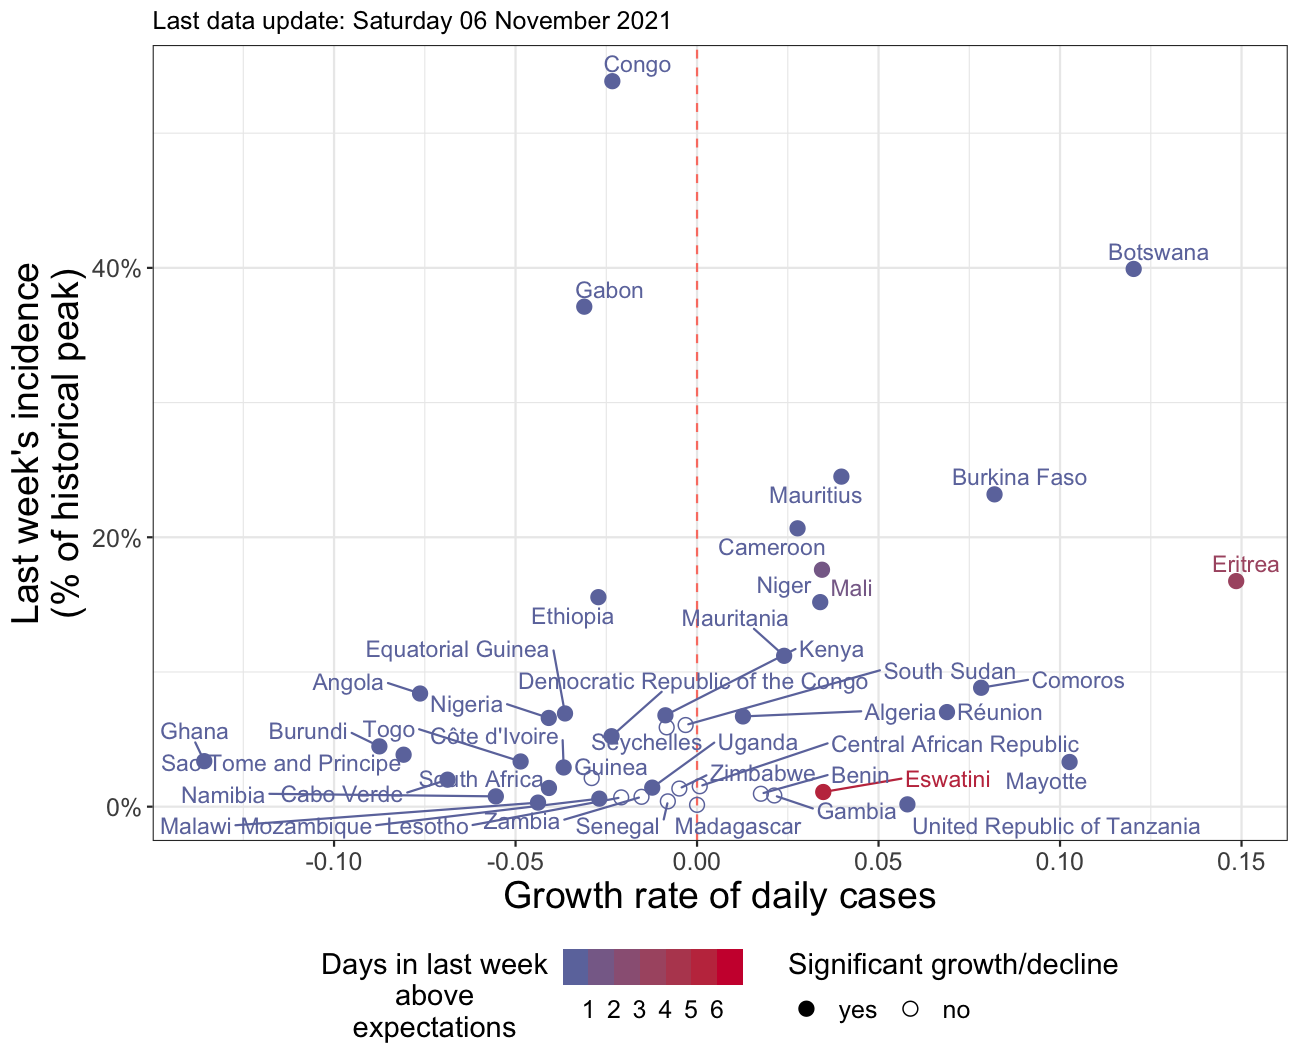 Last data update: Saturday 06 November 2021
Last week's incidence
(% of historical peak)
40%
20%
0%
Congo
Botswana
Gabon
Burkina Faso
Mauritius
Cameroon
Eritrea
Niger
Mali
Ethiopia
Mauritania
Equatorial Guinea
Kenya
South Sudan
Angola
Democratic Republic of the Congo
Comoros
Nigeria
Algeria
Réunion
Ghana
Burundi
Togo
Côte d'Ivoire
Seychelles
Uganda
Central African Republic
Sao Tome and Principe
Guinea
South Africa
Zimbabwe
Benin
Eswatini
Mayotte
Namibia
Cabo Verde
Gambia
Malawi
Mozambique
Lesotho
Zambia
Senegal
Madagascar
United Republic of Tanzania
-0.10
-0.05
0.00
0.05
0.10
0.15
Growth rate of daily cases
Days in last week
above
expectations
1 2 3 4 5 6
Significant growth/decline
yes
no